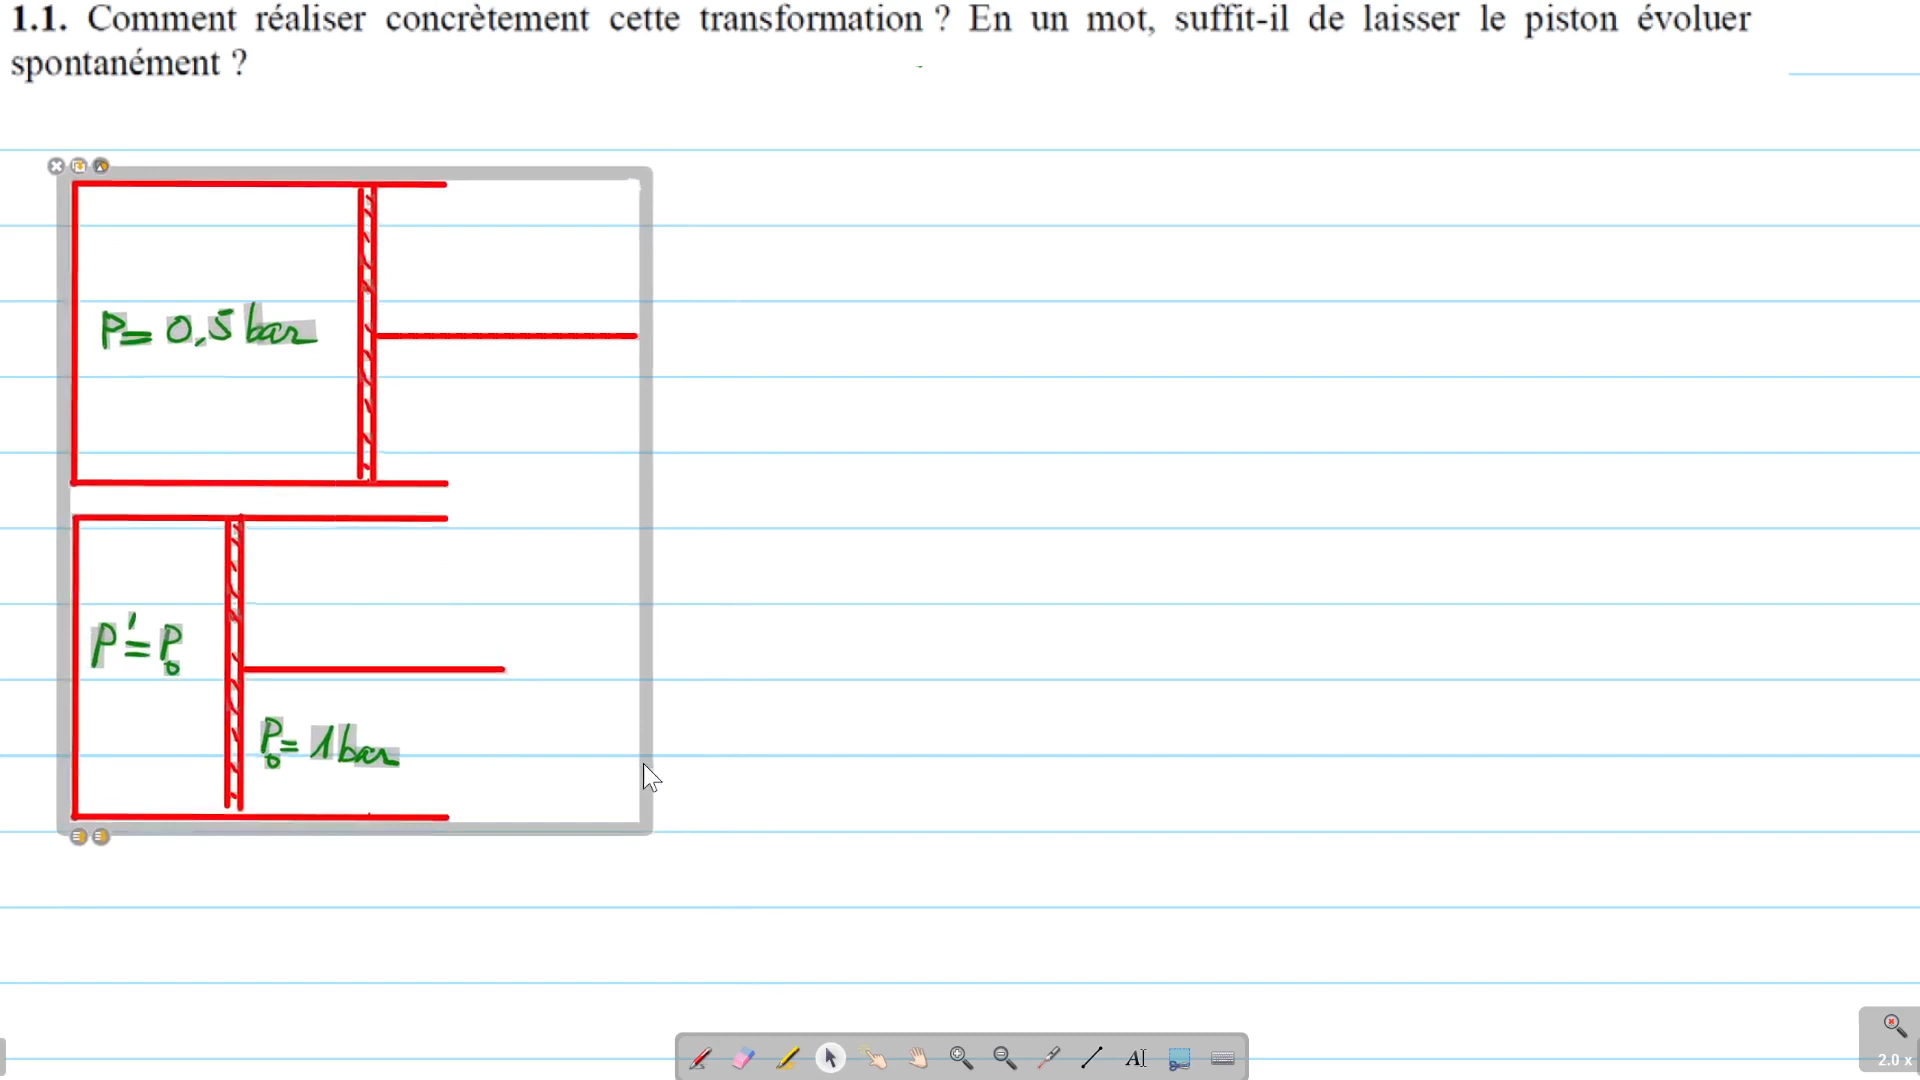 1.1. Comment réaliser concrètement cette transformation ? En un mot, suffit-il de laisser le piston évoluer
spontanément ?
P= 0,5 bar
P'=P₀
P₀= 1 bar
AI
2.0 x